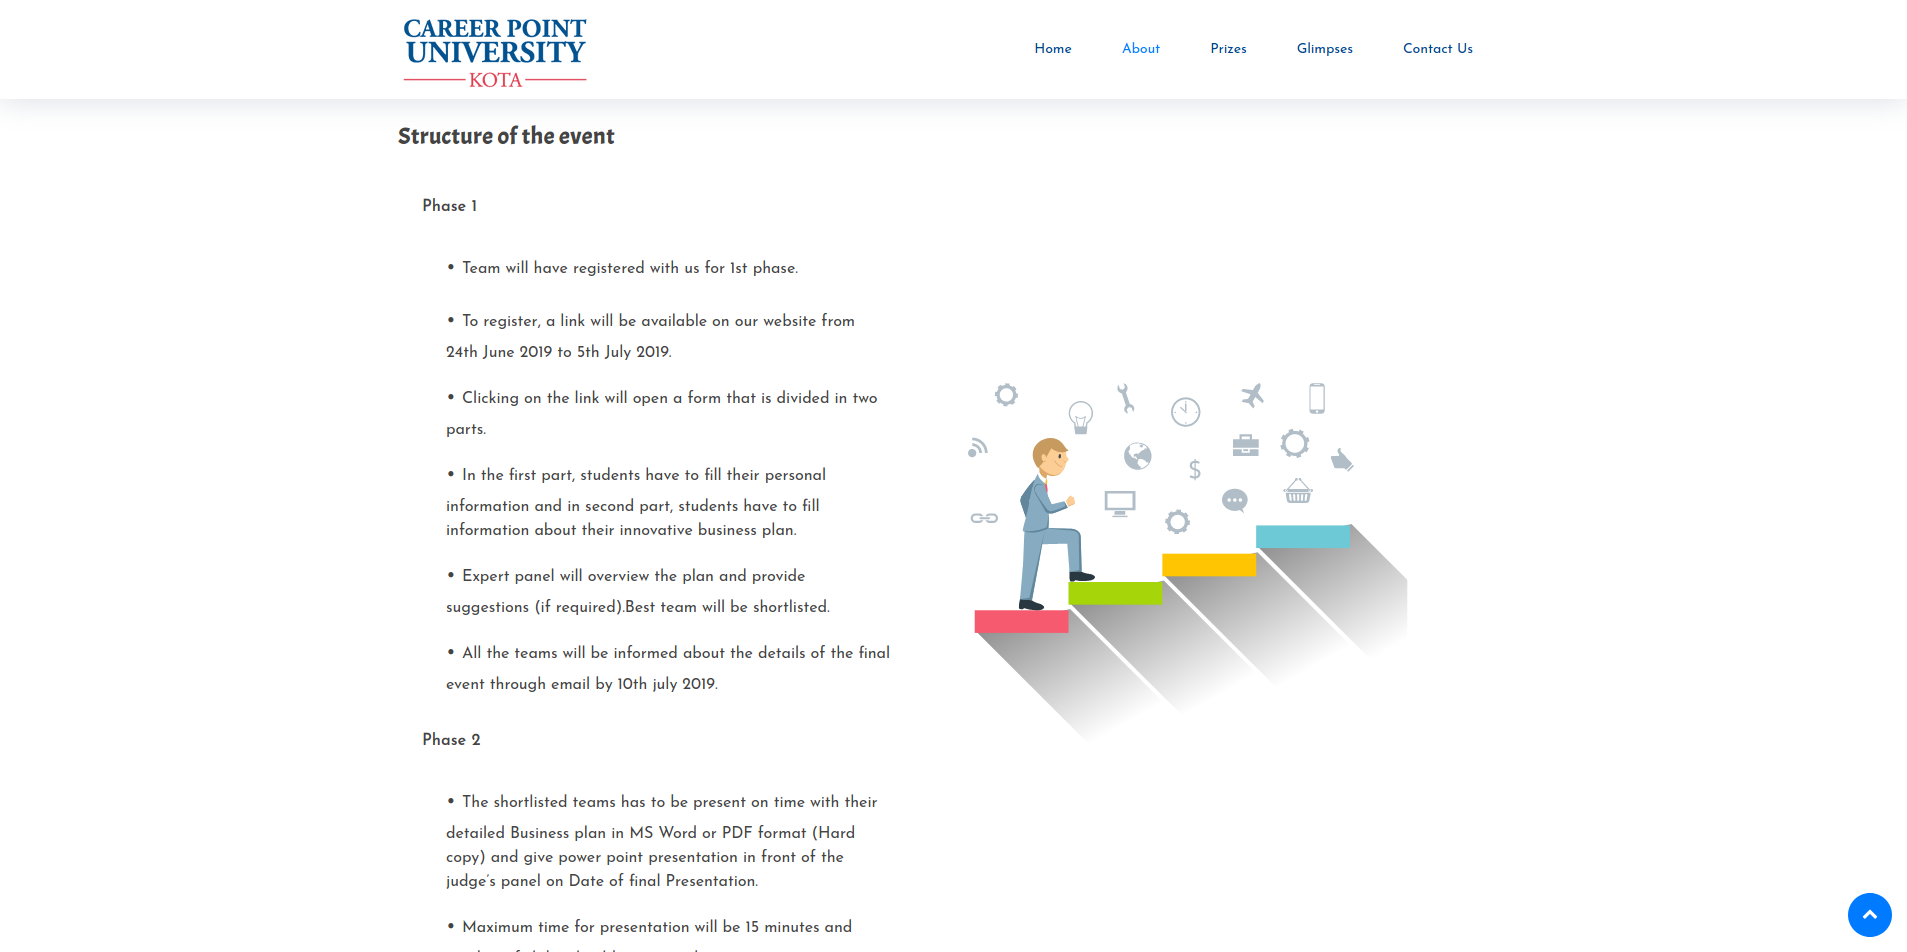 CAREER POINT
UNIVERSITY
KOTA
Home
About
Prizes
Glimpses
Contact Us
Structure of the event
Phase 1
• Team will have registered with us for 1st phase.
• To register, a link will be available on our website from
24th June 2019 to 5th July 2019.
• Clicking on the link will open a form that is divided in two
parts.
• In the first part, students have to fill their personal
information and in second part, students have to fill
information about their innovative business plan.
• Expert panel will overview the plan and provide
suggestions (if required).Best team will be shortlisted.
• All the teams will be informed about the details of the final
event through email by 10th july 2019.
Phase 2
• The shortlisted teams has to be present on time with their
detailed Business plan in MS Word or PDF format (Hard
copy) and give power point presentation in front of the
judge's panel on Date of final Presentation.
• Maximum time for presentation will be 15 minutes and